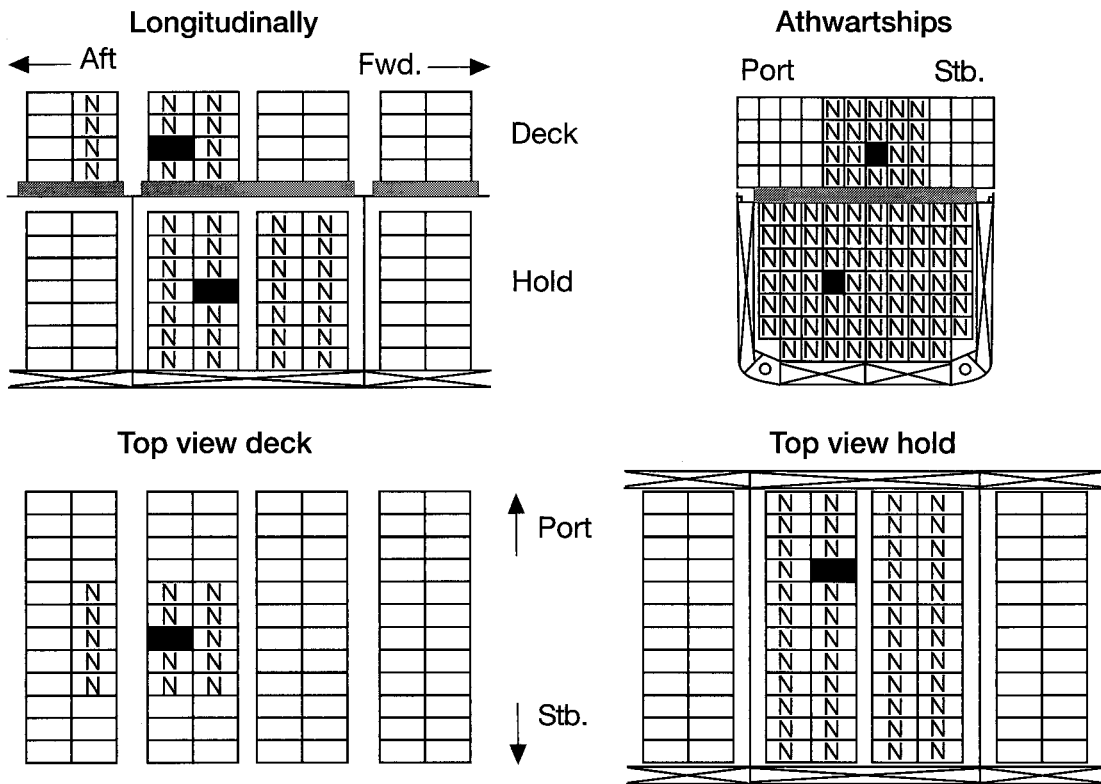 Longitudinally
Aft
Fwd.
N N N
N N N
N N
N N N
Deck
N N N N
N N N N
N N N N
N N N
N N N N
N N N N
N N N N
Hold
Athwartships
Port
Stb.
N N N N N
N N N N N
N N N N
N N N N N
N N N N N N N N N N
N N N N N N N N N N
N N N N N N N N N N
N N N N N N N N N
N N N N N N N N N N
N N N N N N N N N N
N N N N N N N N
Top view deck
N N N
N N N
N N
N N N
N N N
Port
Stb.
Top view hold
N N N N
N N N N
N N N N
N N N
N N N N
N N N N
N N N N
N N N N
N N N N
N N N N
N N N N
N N N N